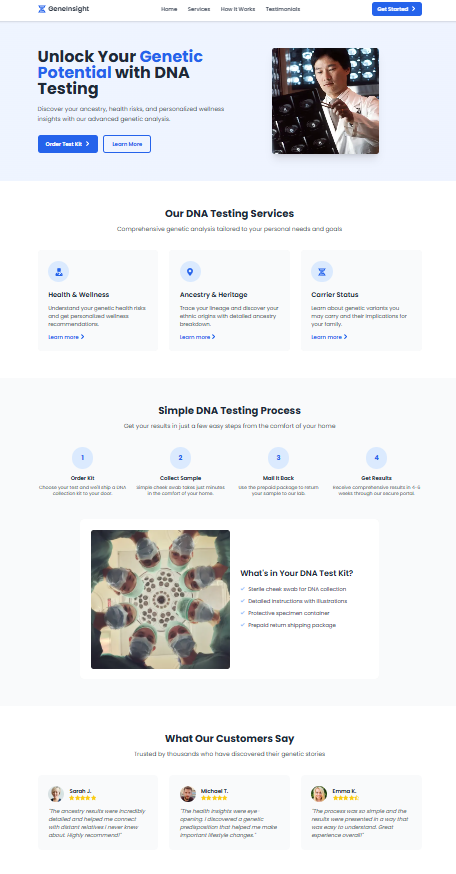 GeneInsight
Home Services How It Works Testimonials
Get Started
Unlock Your Genetic
Potential with DNA
Testing
Discover your ancestry, health risks, and personalized wellness
insights with our advanced genetic analysis.
Order Test Kit
Learn More
Our DNA Testing Services
Comprehensive genetic analysis tailored to your personal needs and goals
Health & Wellness
Understand your genetic health risks
and get personalized wellness
recommendations.
Learn more
Ancestry & Heritage
Trace your lineage and discover your
ethnic origins with detailed ancestry
breakdown.
Learn more
Carrier Status
Learn about genetic variants you
may carry and their implications for
your family.
Learn more
Simple DNA Testing Process
Get your results in just a few easy steps from the comfort of your home
1
Order Kit
Choose your test and we'll ship a DNA
collection kit to your door.
2
Collect Sample
Simple cheek swab takes just minutes
in the comfort of your home.
3
Mail It Back
Use the prepaid package to return
your sample to our lab.
4
Get Results
Receive comprehensive results in 4-6
weeks through our secure portal.
What's in Your DNA Test Kit?
Sterile cheek swab for DNA collection
Detailed instructions with illustrations
Protective specimen container
Prepaid return shipping package
What Our Customers Say
Trusted by thousands who have discovered their genetic stories
Sarah J.
"The ancestry results were incredibly
detailed and helped me connect
with distant relatives I never knew
about. Highly recommend!"
Michael T.
"The health insights were eye-
opening. I discovered a genetic
predisposition that helped me make
important lifestyle changes."
Emma K.
"The process was so simple and the
results were presented in a way that
was easy to understand. Great
experience overall!"